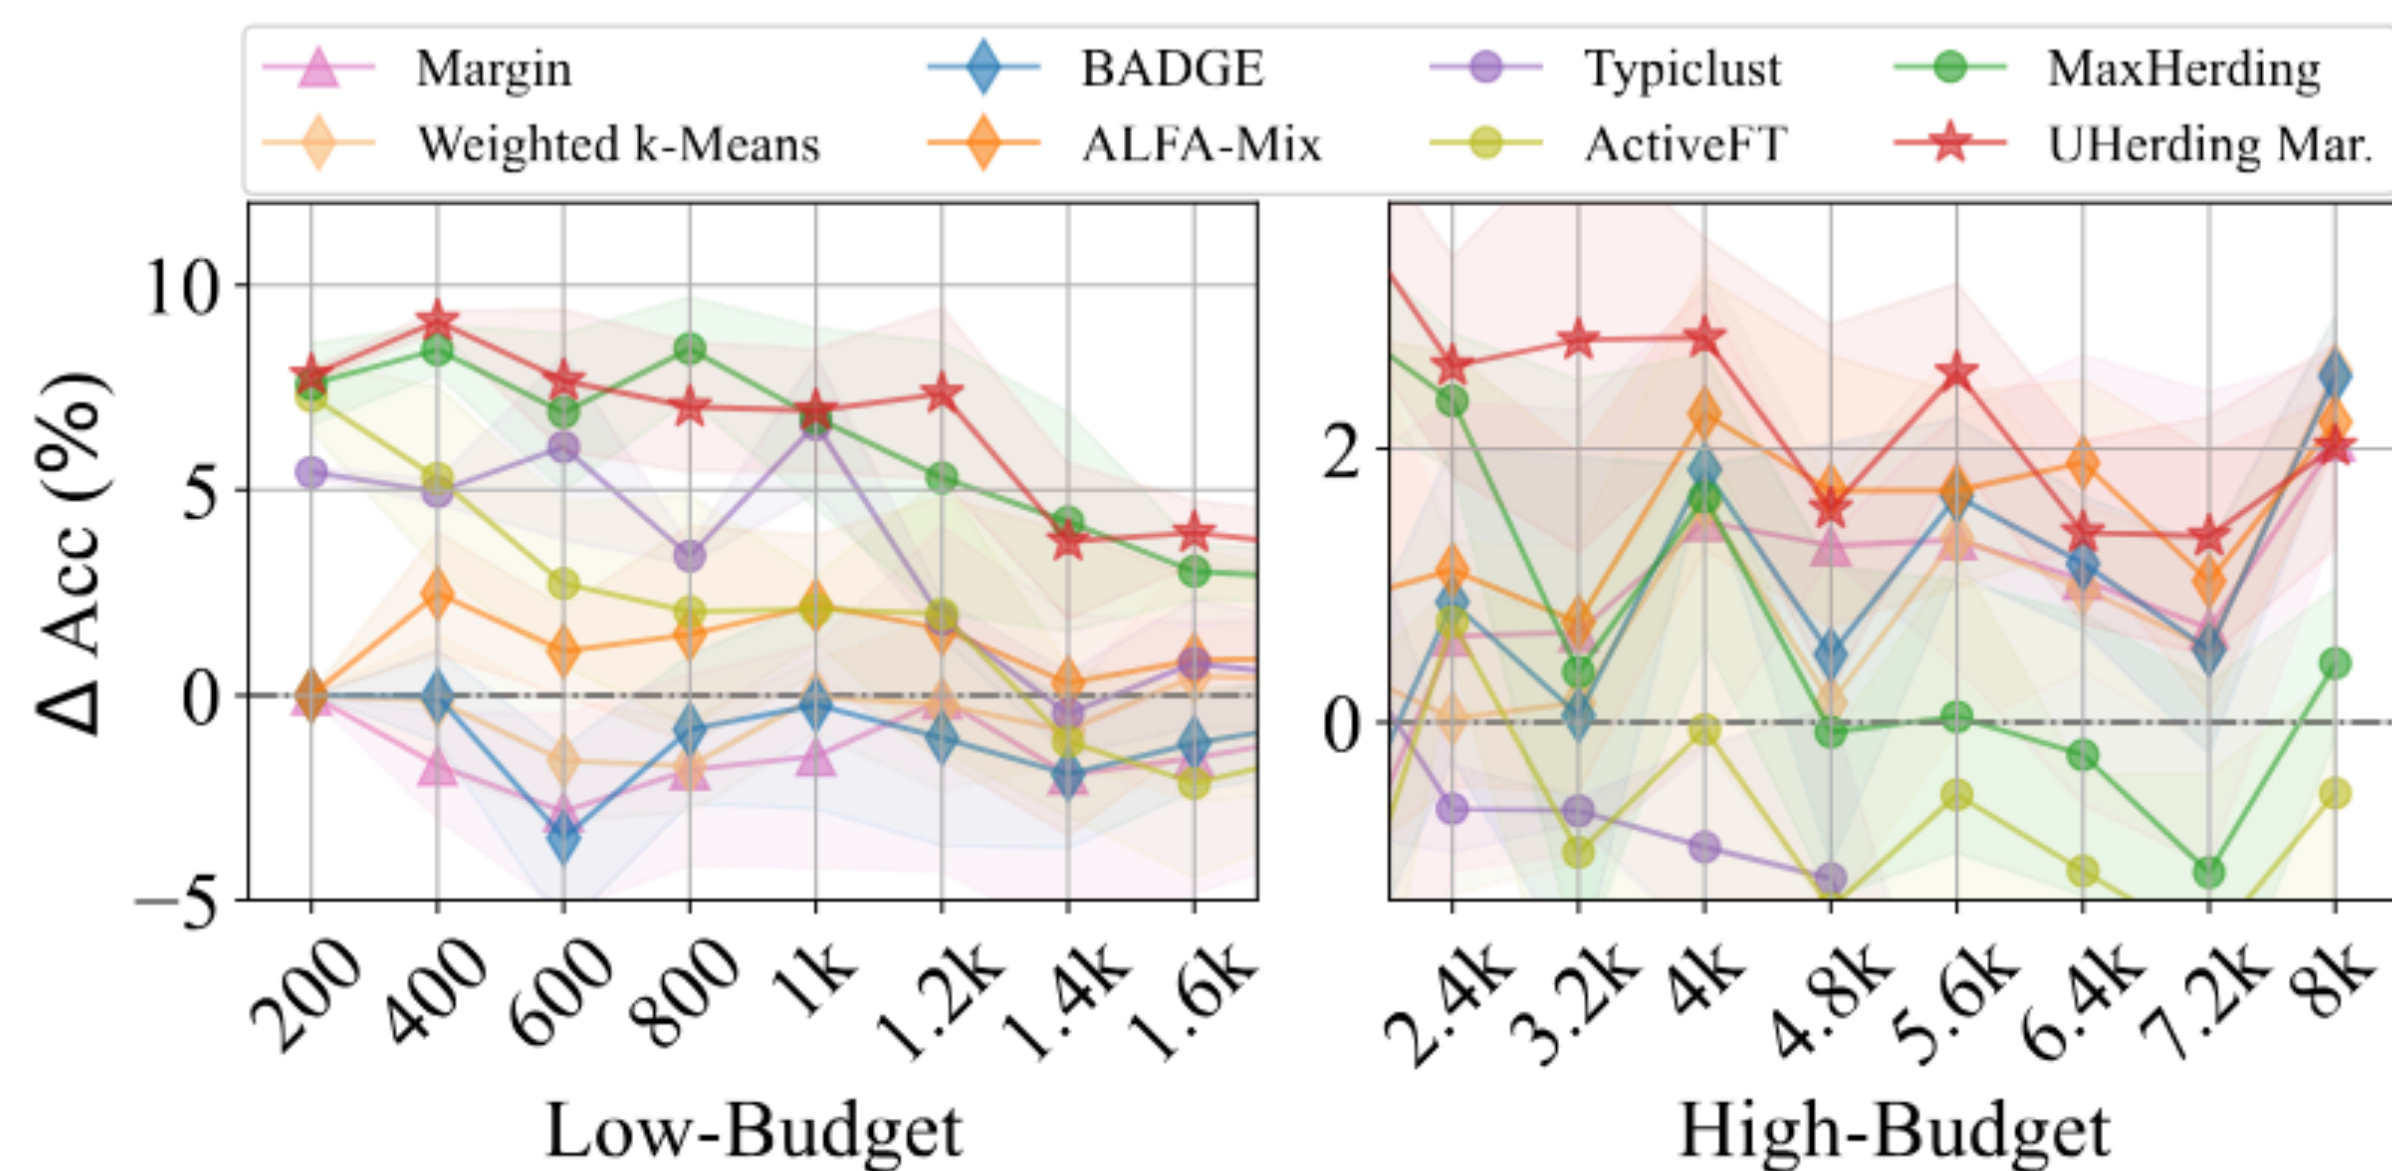 Margin BADGE Typiclust MaxHerding
Weighted k-Means ALFA-Mix ActiveFT UHerding Mar.
Δ Acc (%)
10
5
0
−5
200 400 600 800 1k 1.2k 1.4k 1.6k
Low-Budget
2
0
2.4k 3.2k 4k 4.8k 5.6k 6.4k 7.2k 8k
High-Budget